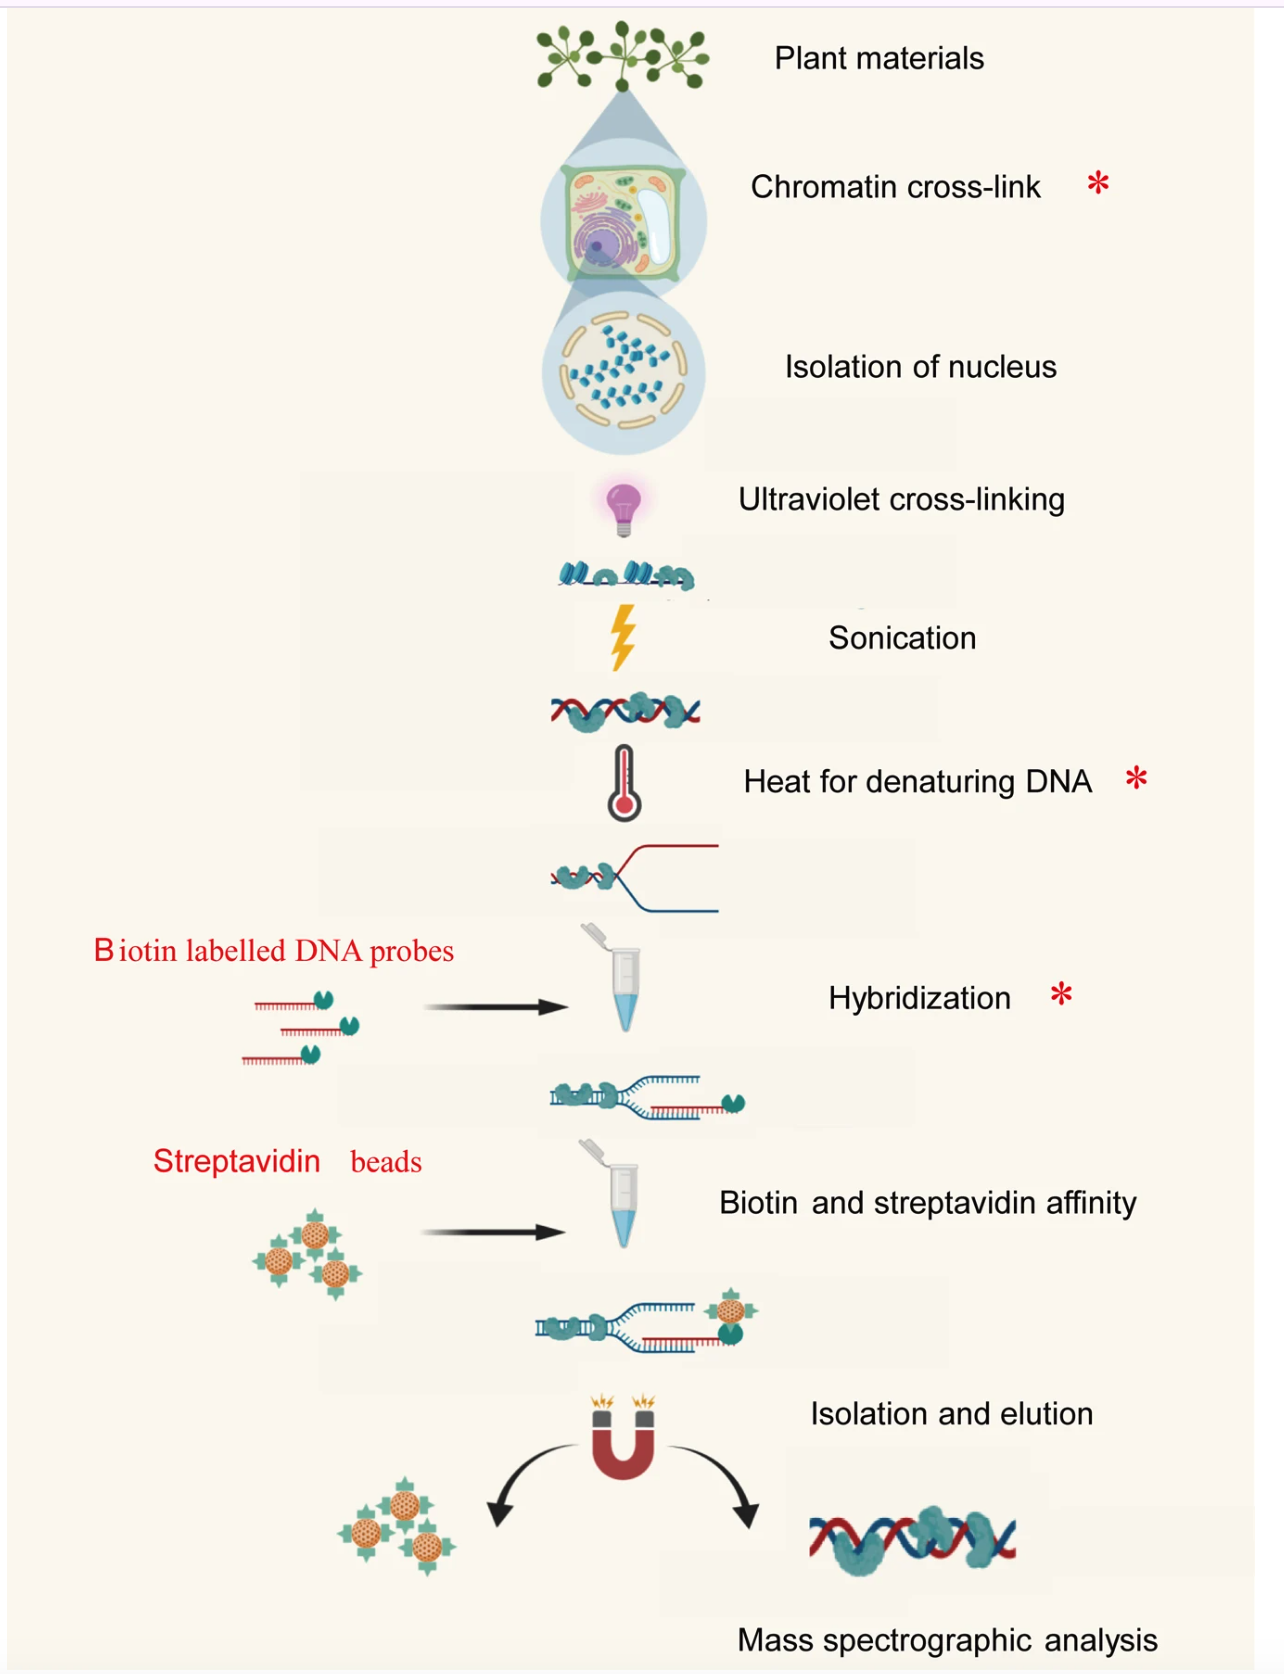 Plant materials
Chromatin cross-link *
Isolation of nucleus
Ultraviolet cross-linking
Sonication
Heat for denaturing DNA *
Biotin labelled DNA probes
Hybridization *
Streptavidin beads
Biotin and streptavidin affinity
Isolation and elution
Mass spectrographic analysis